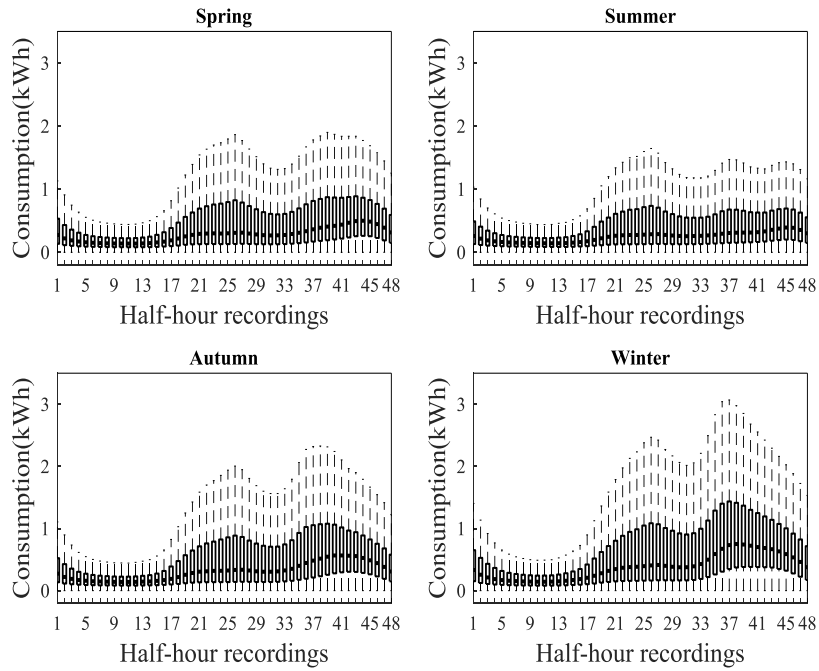 Spring
3
2
1
0
Consumption(kWh)
1 5 9 13 17 21 25 29 33 37 41 45 48
Half-hour recordings
Summer
3
2
1
0
Consumption(kWh)
1 5 9 13 17 21 25 29 33 37 41 45 48
Half-hour recordings
Autumn
3
2
1
0
Consumption(kWh)
1 5 9 13 17 21 25 29 33 37 41 45 48
Half-hour recordings
Winter
3
2
1
0
Consumption(kWh)
1 5 9 13 17 21 25 29 33 37 41 45 48
Half-hour recordings